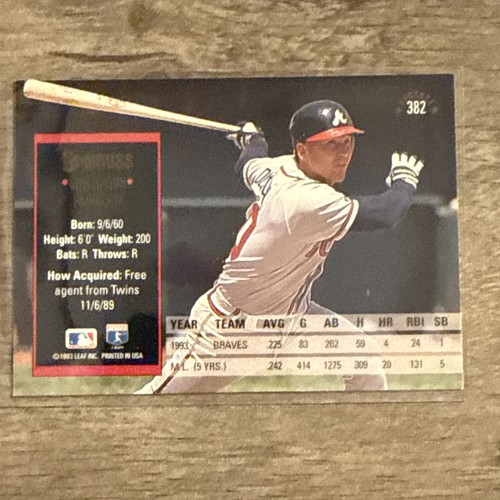 382
Born: 9/6/60
Height: 6'0" Weight: 200
Bats: R Throws: R
How Acquired: Free
agent from Twins
11/6/89
©1993 LEAF INC. PRINTED IN USA
YEAR TEAM AVG G AB H HR RBI SB
1993 BRAVES .225 83 262 59 4 24 1
M.L. (5 YRS.) .242 414 1275 309 20 131 5